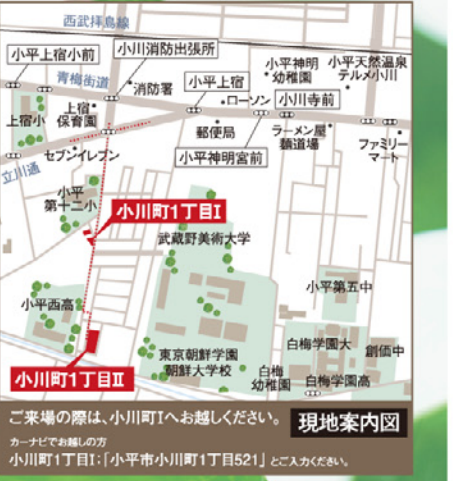 西武拝島線
小平上宿小前
小川消防出張所
小平神明
幼稚園
小平天然温泉
テルメ小川
青梅街道
消防署
小平上宿
ローソン
小川寺前
上宿小
上宿
保育園
郵便局
ラーメン屋
麺道場
ファミリー
マート
セブンイレブン
小平神明宮前
立川通
小平
第十二小
小川町1丁目I
武蔵野美術大学
小平第五中
小平西高
白梅学園大
創価中
東京朝鮮学園
朝鮮大学校
白梅
幼稚園
白梅学園高
小川町1丁目II
ご来場の際は、小川町Iへお越しください。
現地案内図
カーナビでお越しの方
小川町1丁目I;「小平市小川町1丁目521」とご入力ください。